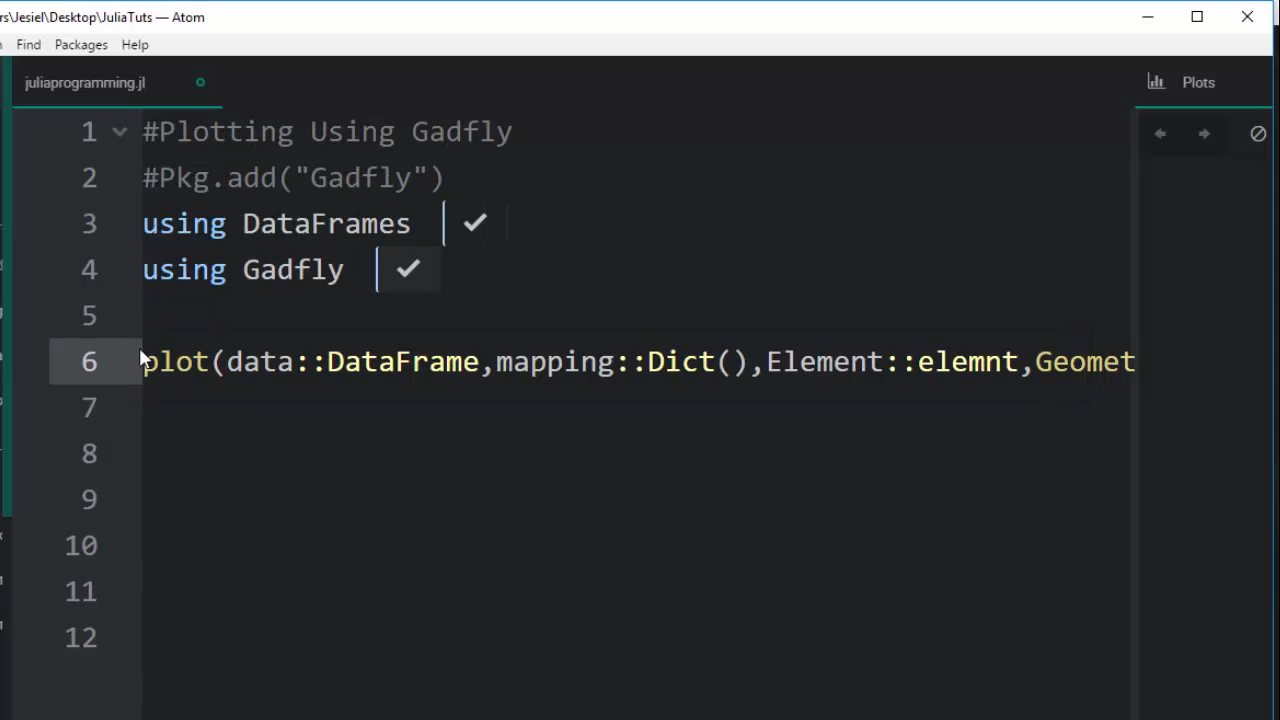 rs\Jesiel\Desktop\JuliaTuts — Atom
Find Packages Help
juliaprogramming.jl
Plots
1 #Plotting Using Gadfly
2 #Pkg.add("Gadfly")
3 using DataFrames
4 using Gadfly
5
6 plot(data::DataFrame,mapping::Dict(),Element::elemnt,Geomet
7
8
9
10
11
12